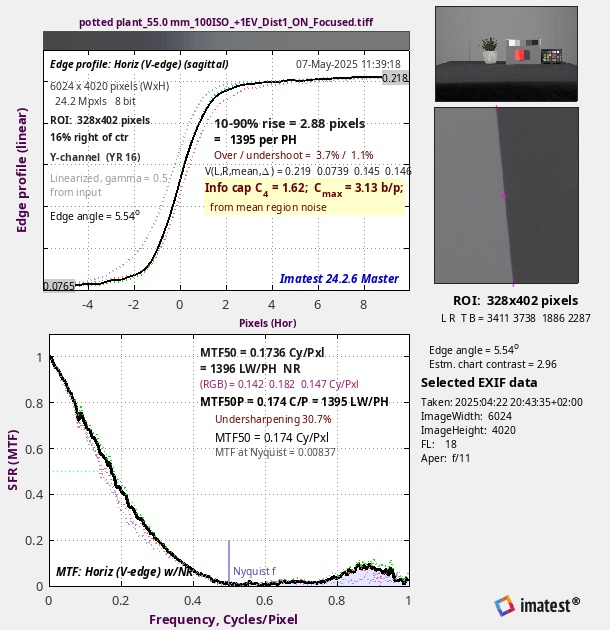 potted plant_55.0 mm_100ISO_+1EV_Dist1_ON_Focused.tiff
Edge profile: Horiz (V-edge) (sagittal)
07-May-2025 11:39:18
0.218
6024 x 4020 pixels (WxH)
24.2 Mpxls   8 bit
ROI:  328x402 pixels
16% right of ctr
Y-channel  (YR 16)
Linearized, gamma = 0.5,
from input
Edge angle = 5.54⁰
10-90% rise = 2.88 pixels
=  1395 per PH
Over / undershoot =  3.7% /  1.1%
V(L,R,mean,Δ) = 0.219  0.0739  0.145  0.146
Info cap C4 = 1.62;  Cmax = 3.13 b/p;
from mean region noise
Imatest 24.2.6 Master
0.0765
Edge profile (linear)
-4 -2 0 2 4 6 8
Pixels (Hor)
ROI:  328x402 pixels
L R  T B = 3411 3738  1886 2287
Edge angle = 5.54⁰
Estm. chart contrast = 2.96
Selected EXIF data
Taken: 2025:04:22 20:43:35+02:00
ImageWidth:  6024
ImageHeight:  4020
FL:   18
Aper:  f/11
MTF50 = 0.1736 Cy/Pxl
= 1396 LW/PH  NR
(RGB) = 0.142  0.182  0.147 Cy/Pxl
MTF50P = 0.174 C/P = 1395 LW/PH
Undersharpening 30.7%
MTF50 = 0.174 Cy/Pxl
MTF at Nyquist = 0.00837
SFR (MTF)
1
0.8
0.6
0.4
0.2
0
MTF: Horiz (V-edge) w/NR
Nyquist f
0 0.2 0.4 0.6 0.8 1
Frequency, Cycles/Pixel
imatest®